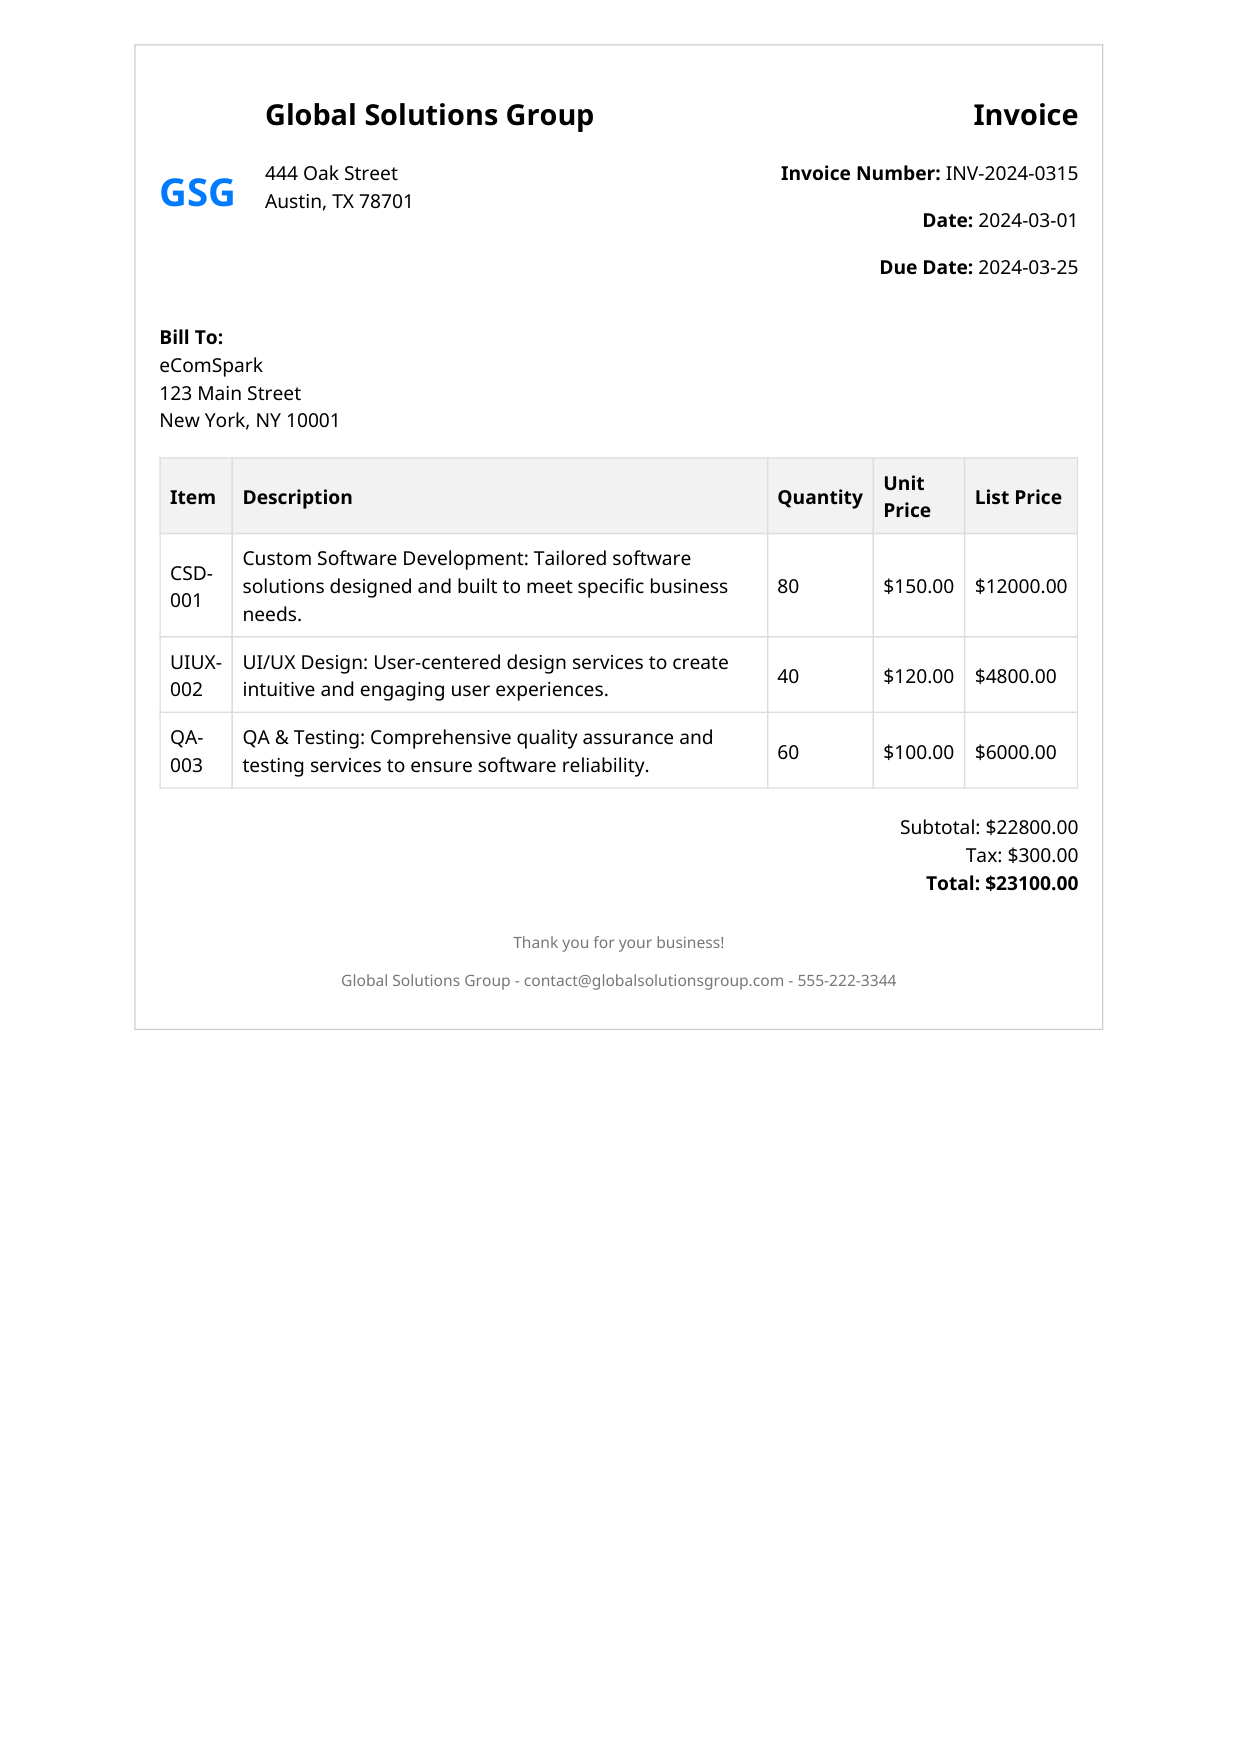 Global Solutions Group
Invoice
GSG
444 Oak Street
Austin, TX 78701
Invoice Number: INV-2024-0315
Date: 2024-03-01
Due Date: 2024-03-25
Bill To:
eComSpark
123 Main Street
New York, NY 10001
Item Description Quantity Unit Price List Price
CSD-001 Custom Software Development: Tailored software
solutions designed and built to meet specific business
needs. 80 $150.00 $12000.00
UIUX-002 UI/UX Design: User-centered design services to create
intuitive and engaging user experiences. 40 $120.00 $4800.00
QA-003 QA & Testing: Comprehensive quality assurance and
testing services to ensure software reliability. 60 $100.00 $6000.00
Subtotal: $22800.00
Tax: $300.00
Total: $23100.00
Thank you for your business!
Global Solutions Group - contact@globalsolutionsgroup.com - 555-222-3344